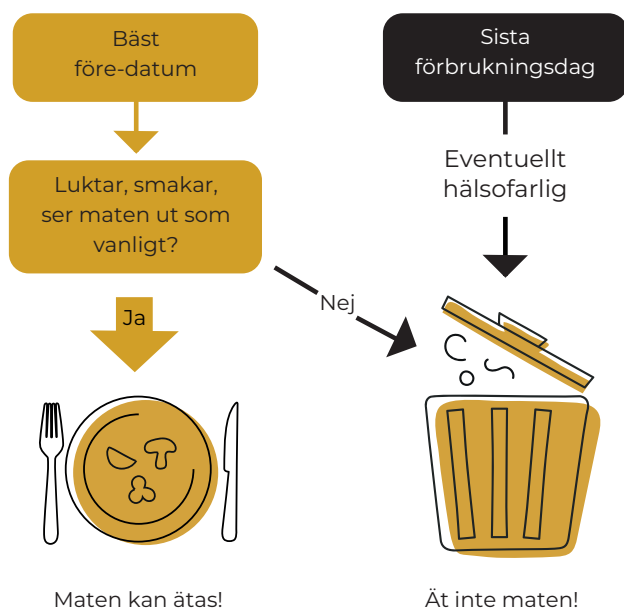 Bäst
före-datum
Sista
förbrukningsdag
Eventuellt
hälsofarlig
Luktar, smakar,
ser maten ut som
vanligt?
Nej
Ja
Maten kan ätas!
Ät inte maten!